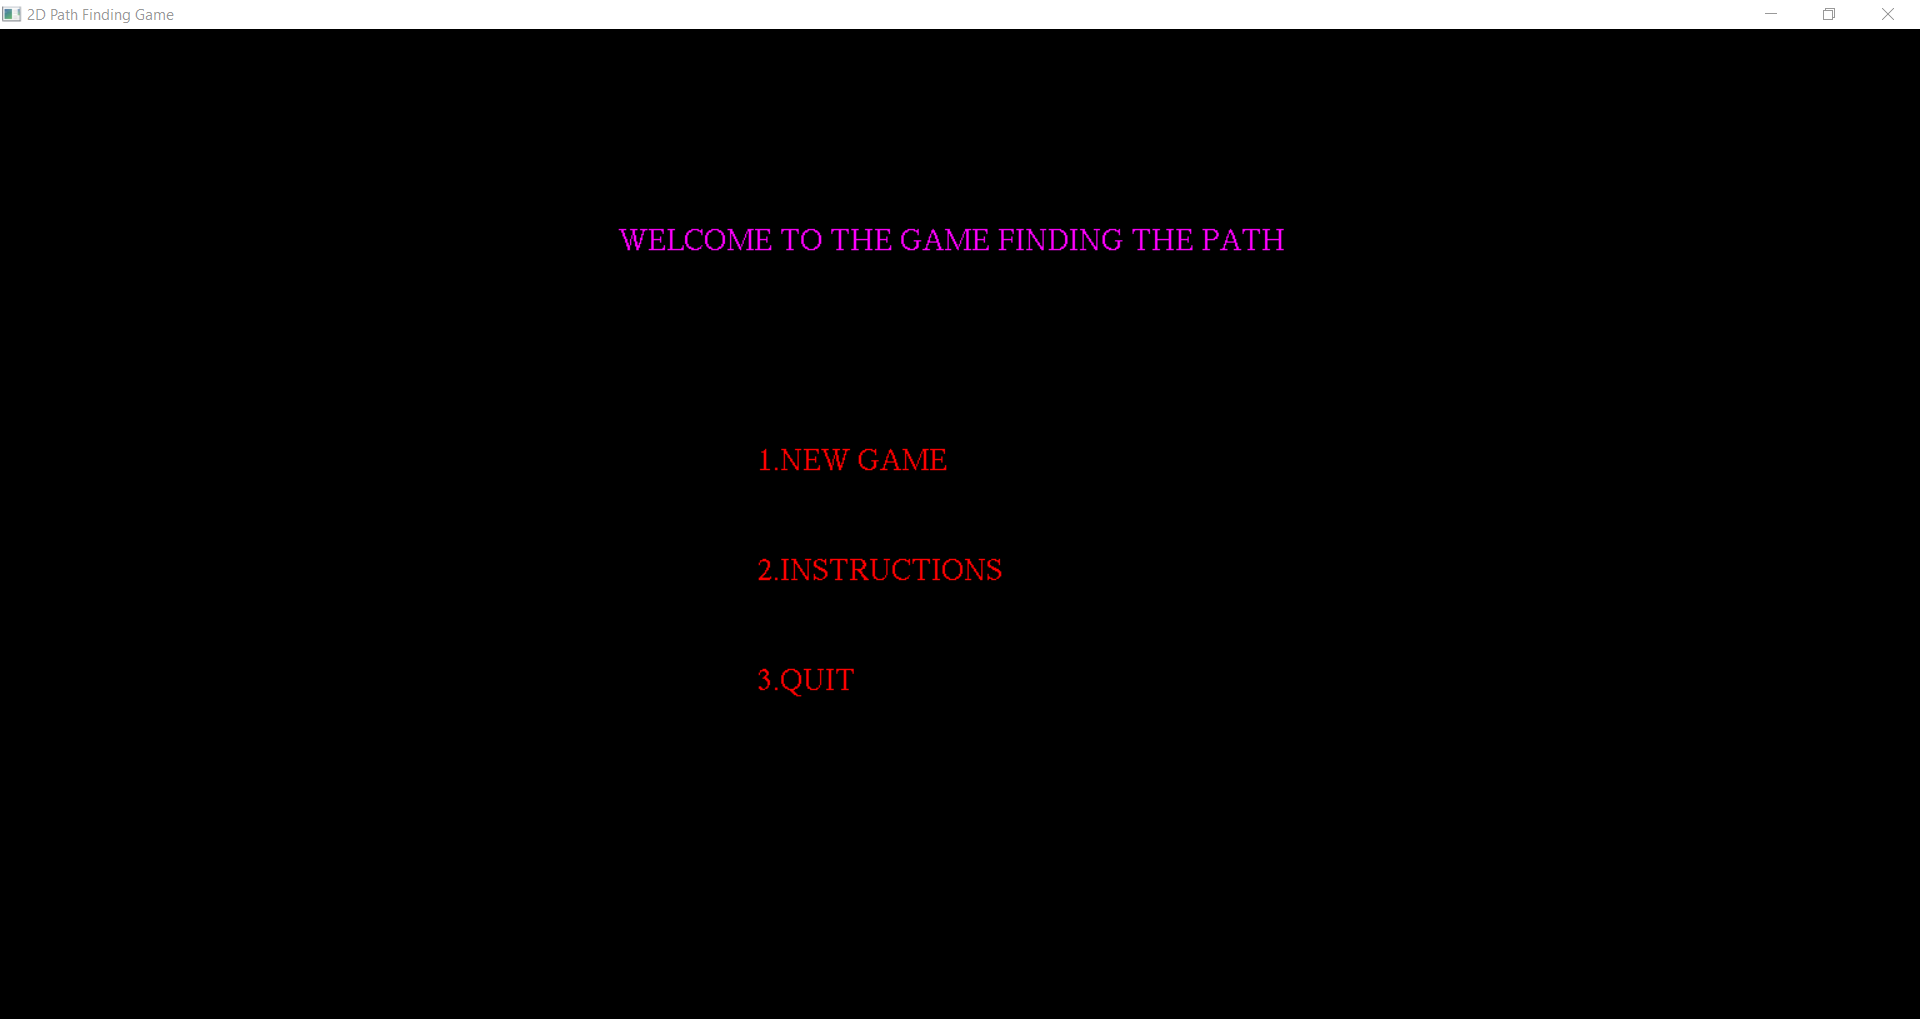 2D Path Finding Game
WELCOME TO THE GAME FINDING THE PATH
1.NEW GAME
2.INSTRUCTIONS
3.QUIT